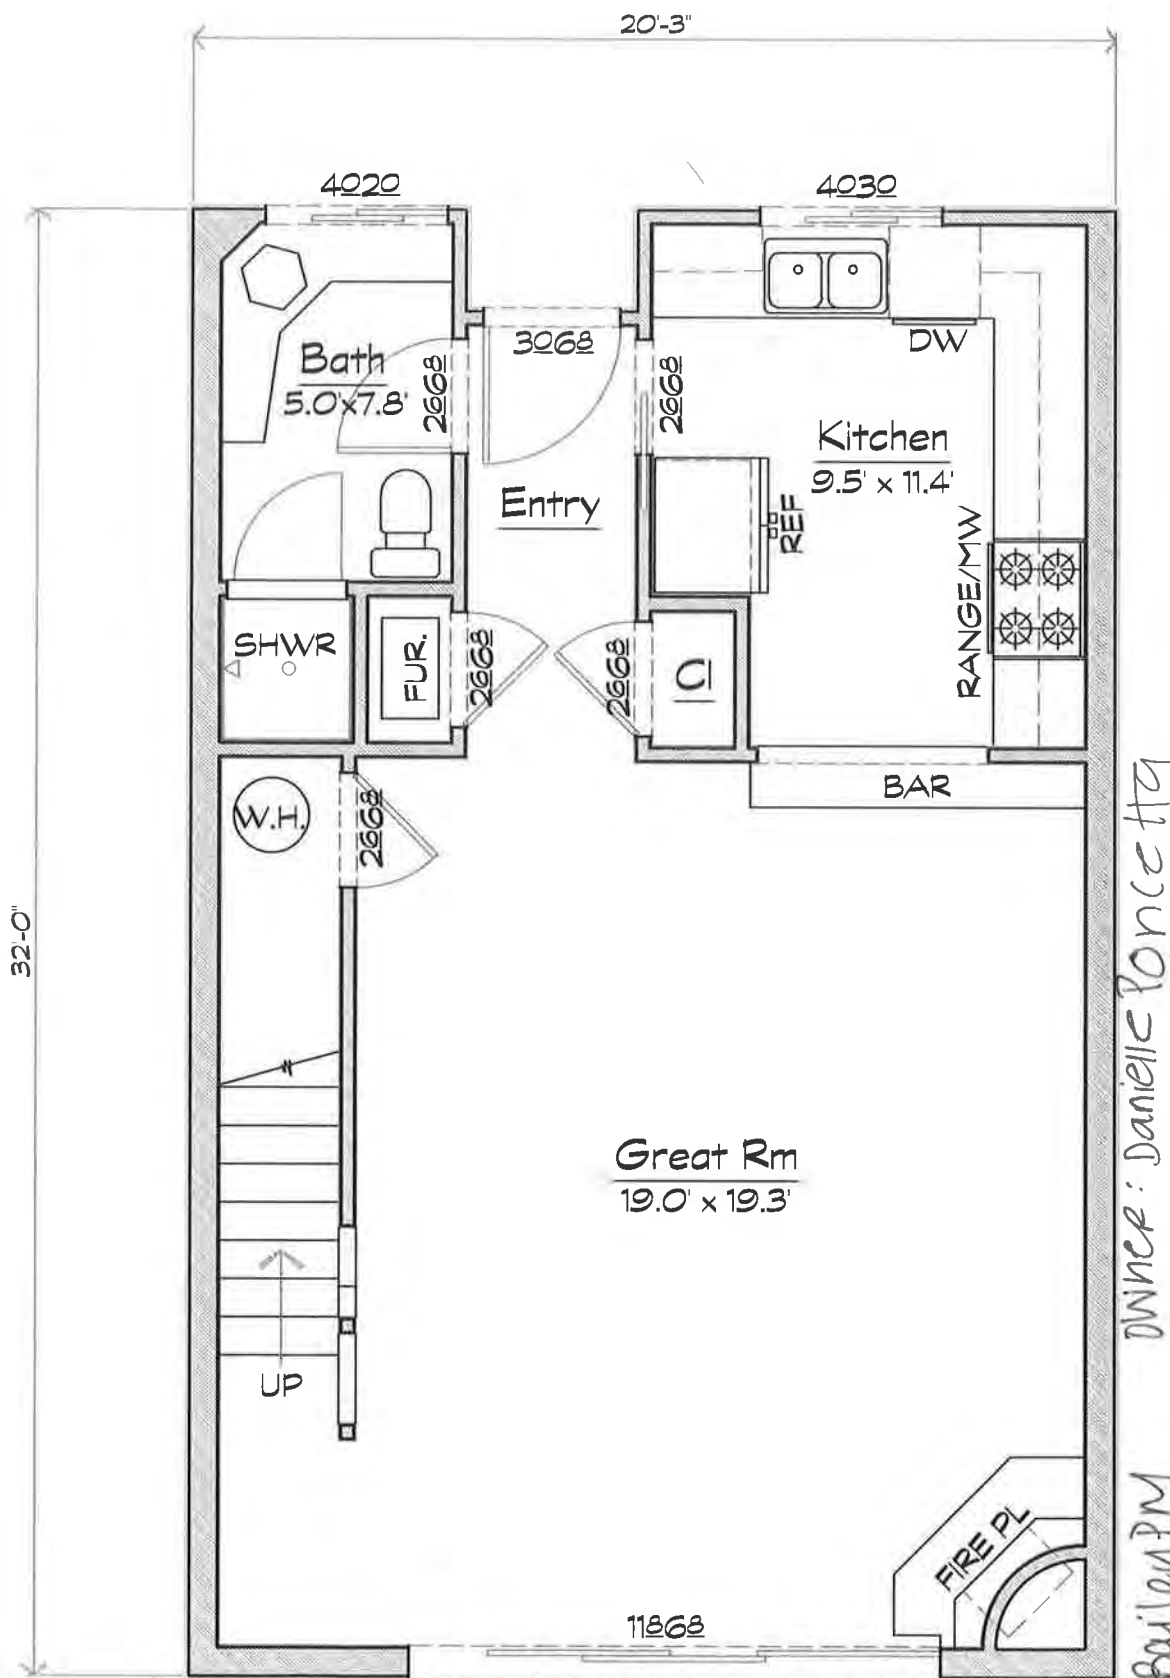 20'-3"
4020
4030
3068
2668
2668
DW
Bath
5.0'x7.8'
Kitchen
9.5' x 11.4'
Entry
REF
RANGE/MW
SHWR
FUR.
2668
2668
Cl
BAR
W.H.
2668
32'-0"
Great Rm
19.0' x 19.3'
UP
FIRE PL
11868
Owner: Danielle